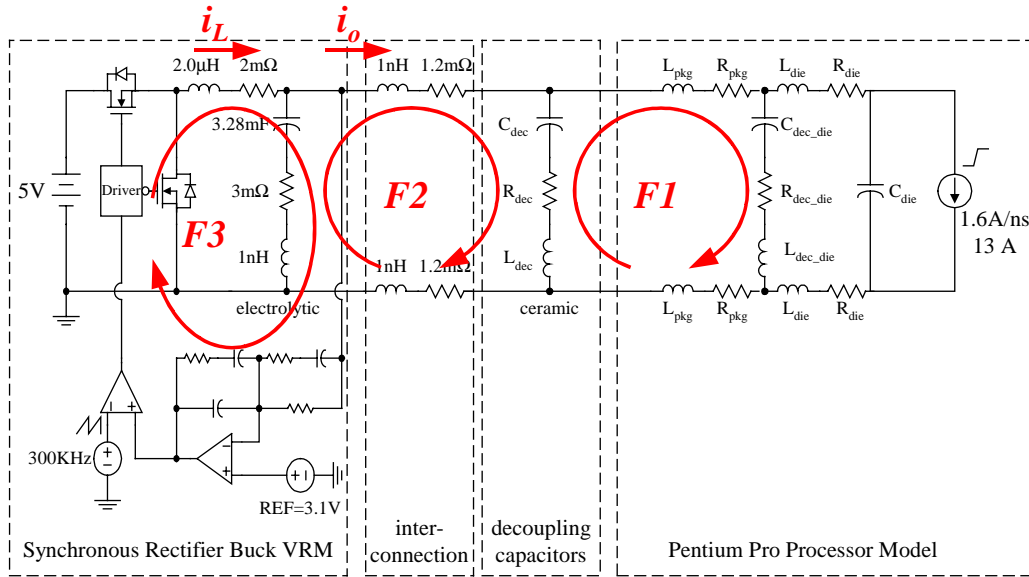 i_L
i_o
2.0μH
2mΩ
1nH
1.2mΩ
L_pkg
R_pkg
L_die
R_die
3.28mF
C_dec
C_dec_die
5V
Driver
3mΩ
F3
F2
R_dec
F1
R_dec_die
C_die
1.6A/ns
13 A
1nH
L_dec
L_dec_die
1nH
1.2mΩ
electrolytic
ceramic
L_pkg
R_pkg
L_die
R_die
300KHz
REF=3.1V
Synchronous Rectifier Buck VRM
inter-
connection
decoupling
capacitors
Pentium Pro Processor Model